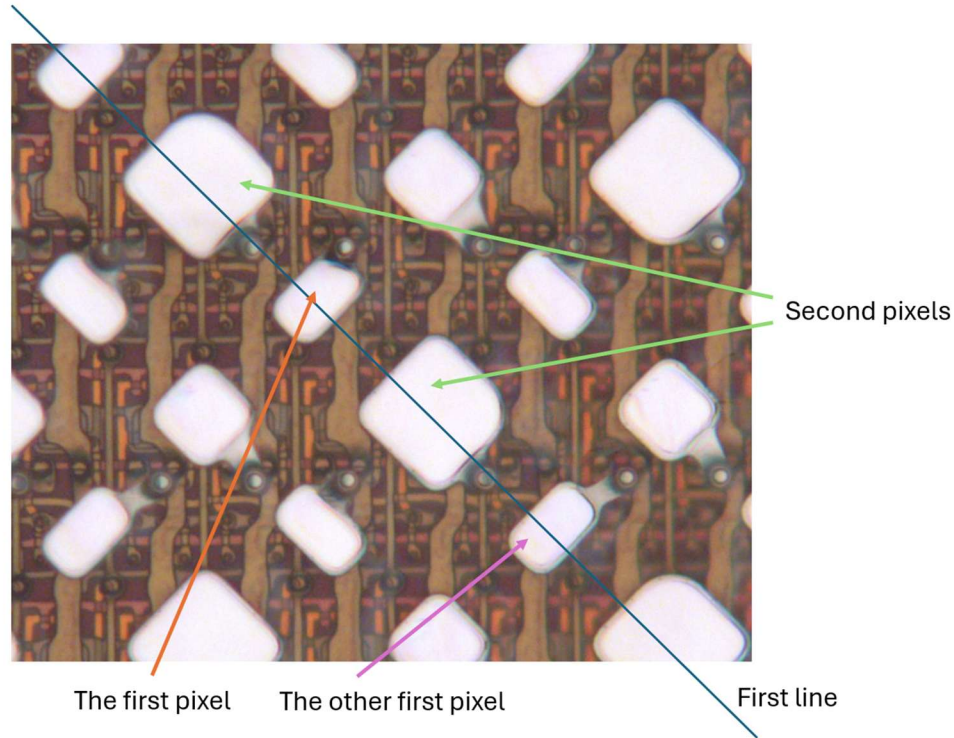 Second pixels
The first pixel
The other first pixel
First line